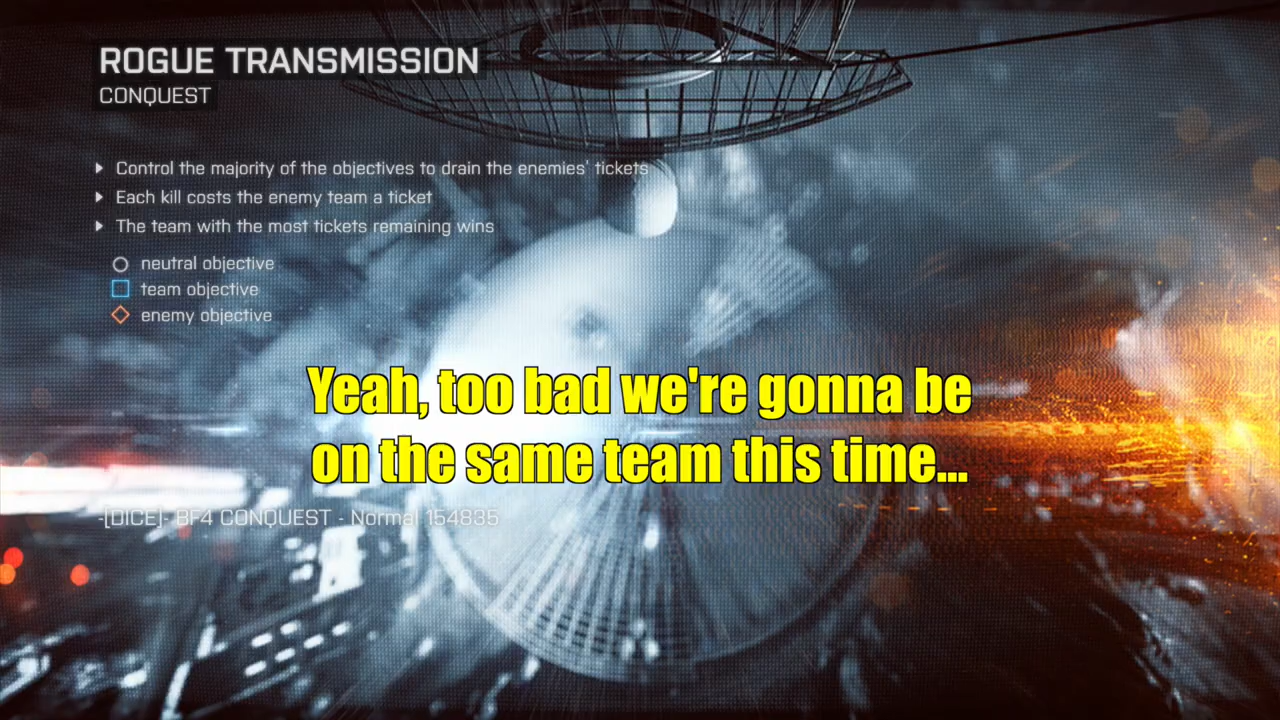 ROGUE TRANSMISSION
CONQUEST
Control the majority of the objectives to drain the enemies' tickets
Each kill costs the enemy team a ticket
The team with the most tickets remaining wins
neutral objective
team objective
enemy objective
Yeah, too bad we're gonna be
on the same team this time...
-[DICE]- BF4 CONQUEST - Normal 154835